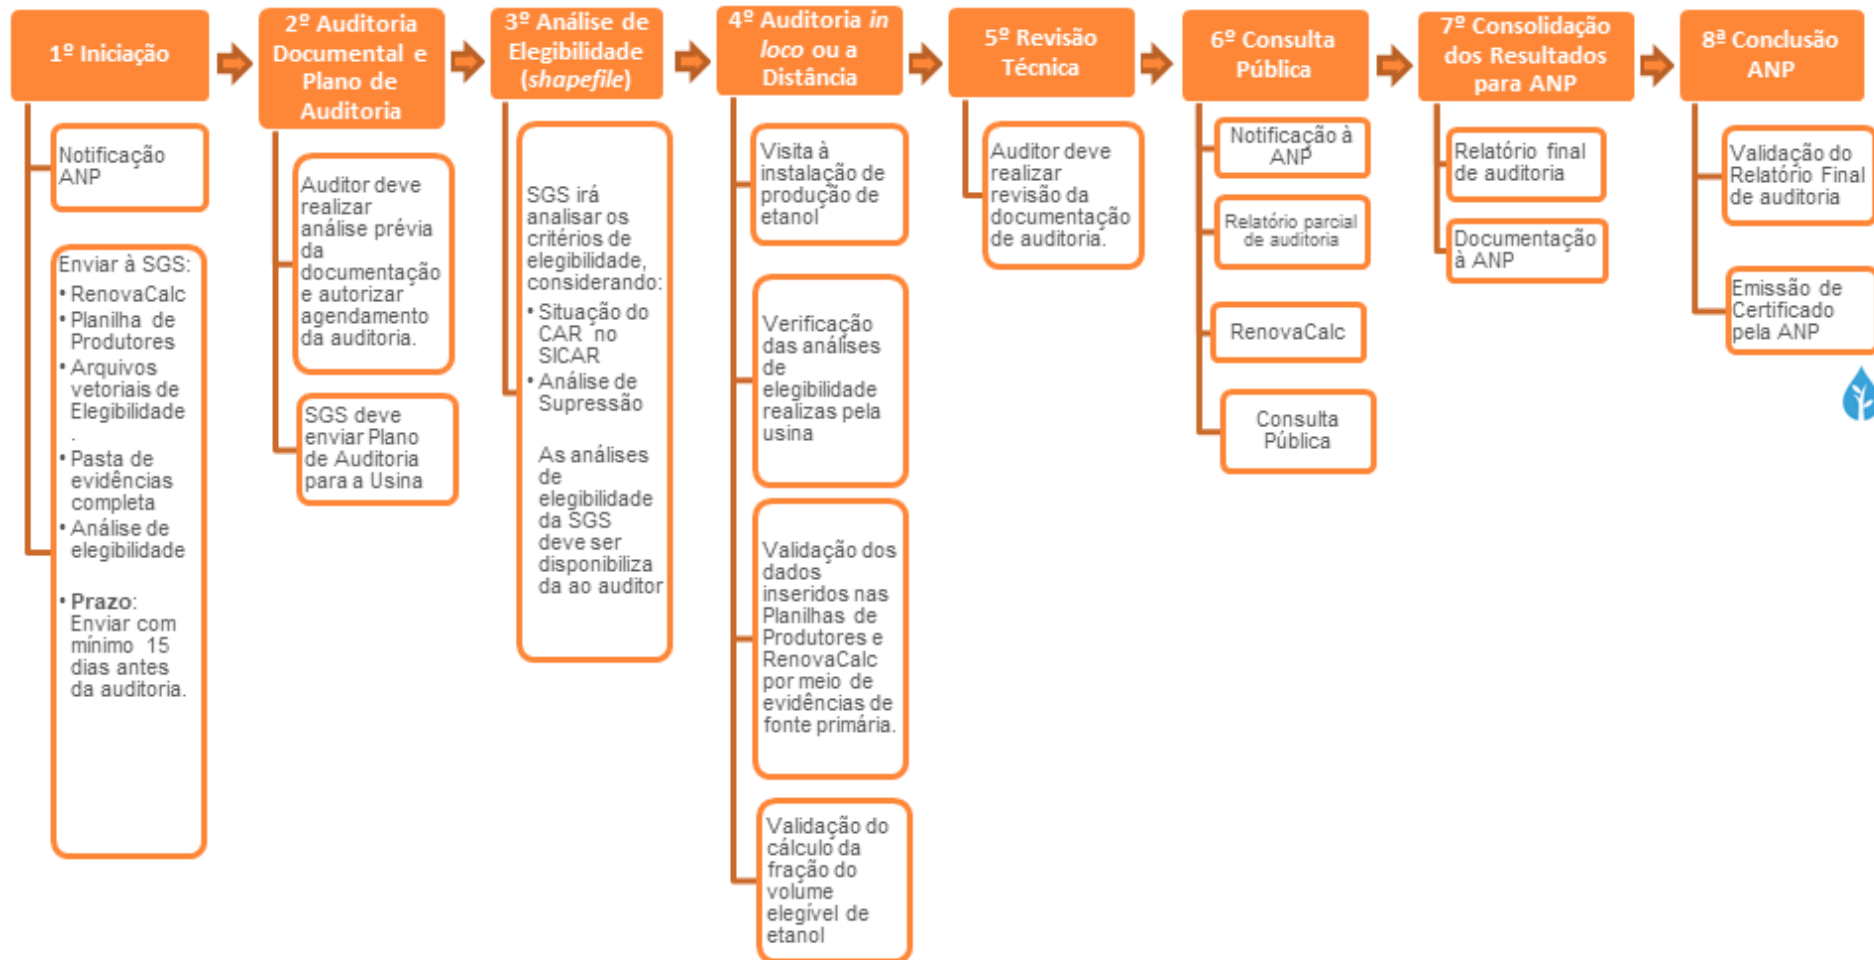 1º Iniciação
Notificação
ANP
Enviar à SGS:
• RenovaCalc
• Planilha de
Produtores
• Arquivos
vetoriais de
Elegibilidade
.
• Pasta de
evidências
completa
• Análise de
elegibilidade
• Prazo:
Enviar com
mínimo 15
dias antes
da auditoria.
2º Auditoria
Documental e
Plano de
Auditoria
Auditor deve
realizar
análise prévia
da
documentação
e autorizar
agendamento
da auditoria.
SGS deve
enviar Plano
de Auditoria
para a Usina
3º Análise de
Elegibilidade
(shapefile)
SGS irá
analisar os
critérios de
elegibilidade,
considerando:
• Situação do
CAR no
SICAR
• Análise de
Supressão
As análises
de
elegibilidade
da SGS
deve ser
disponibiliza
da ao auditor
4º Auditoria in
loco ou a
Distância
Visita à
instalação de
produção de
etanol
Verificação
das análises
de
elegibilidade
realizas pela
usina
Validação dos
dados
inseridos nas
Planilhas de
Produtores e
RenovaCalc
por meio de
evidências de
fonte primária.
Validação do
cálculo da
fração do
volume
elegível de
etanol
5º Revisão
Técnica
Auditor deve
realizar
revisão da
documentação
de auditoria.
6º Consulta
Pública
Notificação à
ANP
Relatório parcial
de auditoria
RenovaCalc
Consulta
Pública
7º Consolidação
dos Resultados
para ANP
Relatório final
de auditoria
Documentação
à ANP
8ª Conclusão
ANP
Validação do
Relatório Final
de auditoria
Emissão de
Certificado
pela ANP